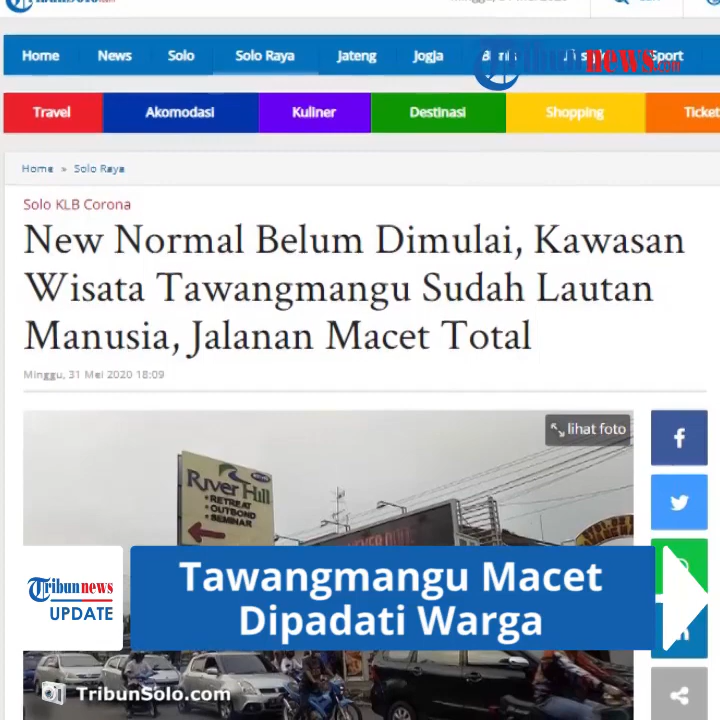 Home News Solo Solo Raya Jateng Jogja
Sport
Tribunnews.com
Travel Akomodasi Kuliner Destinasi Shopping Ticket
Home » Solo Raya
Solo KLB Corona
New Normal Belum Dimulai, Kawasan
Wisata Tawangmangu Sudah Lautan
Manusia, Jalanan Macet Total
Minggu, 31 Mei 2020 18:09
lihat foto
River Hill
• RETREAT
• OUTBOND
• SEMINAR
Tribunnews
UPDATE
Tawangmangu Macet
Dipadati Warga
TribunSolo.com